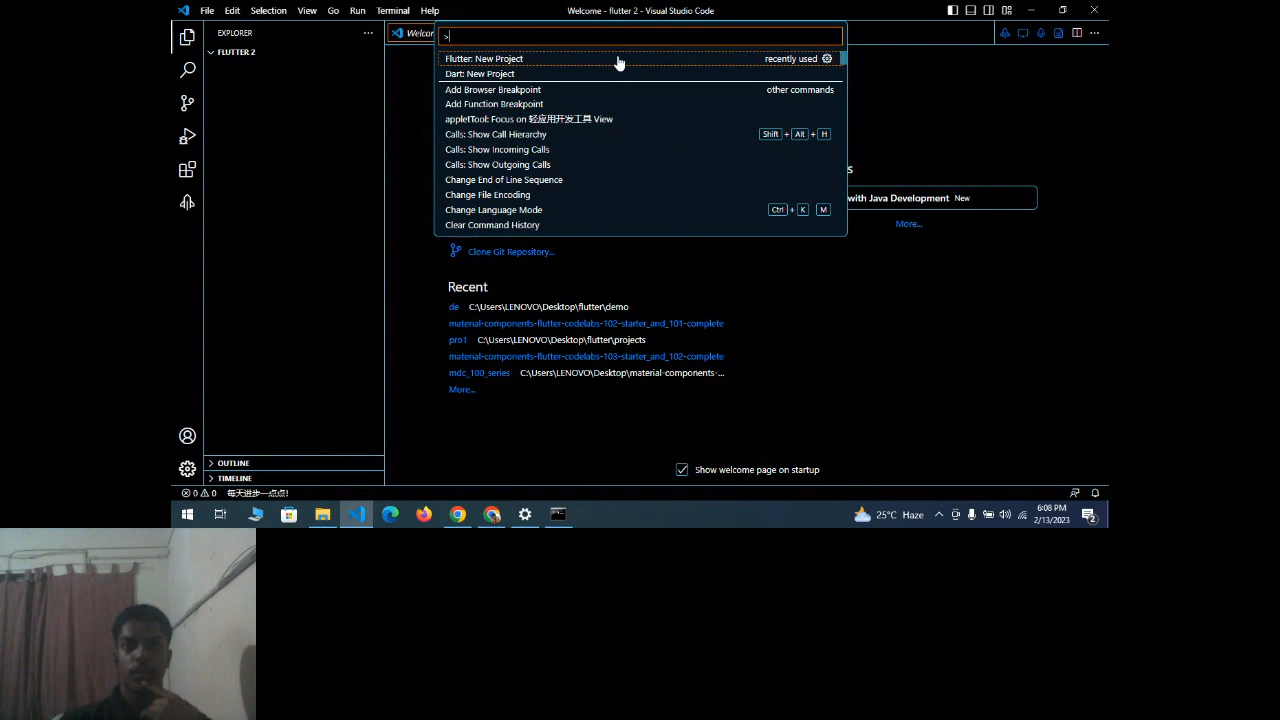 File Edit Selection View Go Run Terminal Help
Welcome - flutter 2 - Visual Studio Code
EXPLORER
FLUTTER 2
Welcom
>
Flutter: New Project recently used
Dart: New Project
Add Browser Breakpoint other commands
Add Function Breakpoint
appletTool: Focus on 轻应用开发工具 View
Calls: Show Call Hierarchy Shift + Alt + H
Calls: Show Incoming Calls
Calls: Show Outgoing Calls
Change End of Line Sequence
Change File Encoding
Change Language Mode Ctrl + K M
Clear Command History
s
with Java Development New
More...
Clone Git Repository...
Recent
de C:\Users\LENOVO\Desktop\flutter\demo
material-components-flutter-codelabs-102-starter_and_101-complete
pro1 C:\Users\LENOVO\Desktop\flutter\projects
material-components-flutter-codelabs-103-starter_and_102-complete
mdc_100_series C:\Users\LENOVO\Desktop\material-components-...
More...
OUTLINE
TIMELINE
Show welcome page on startup
0 0 每天进步一点点!
25°C Haze
6:08 PM
2/13/2023
2